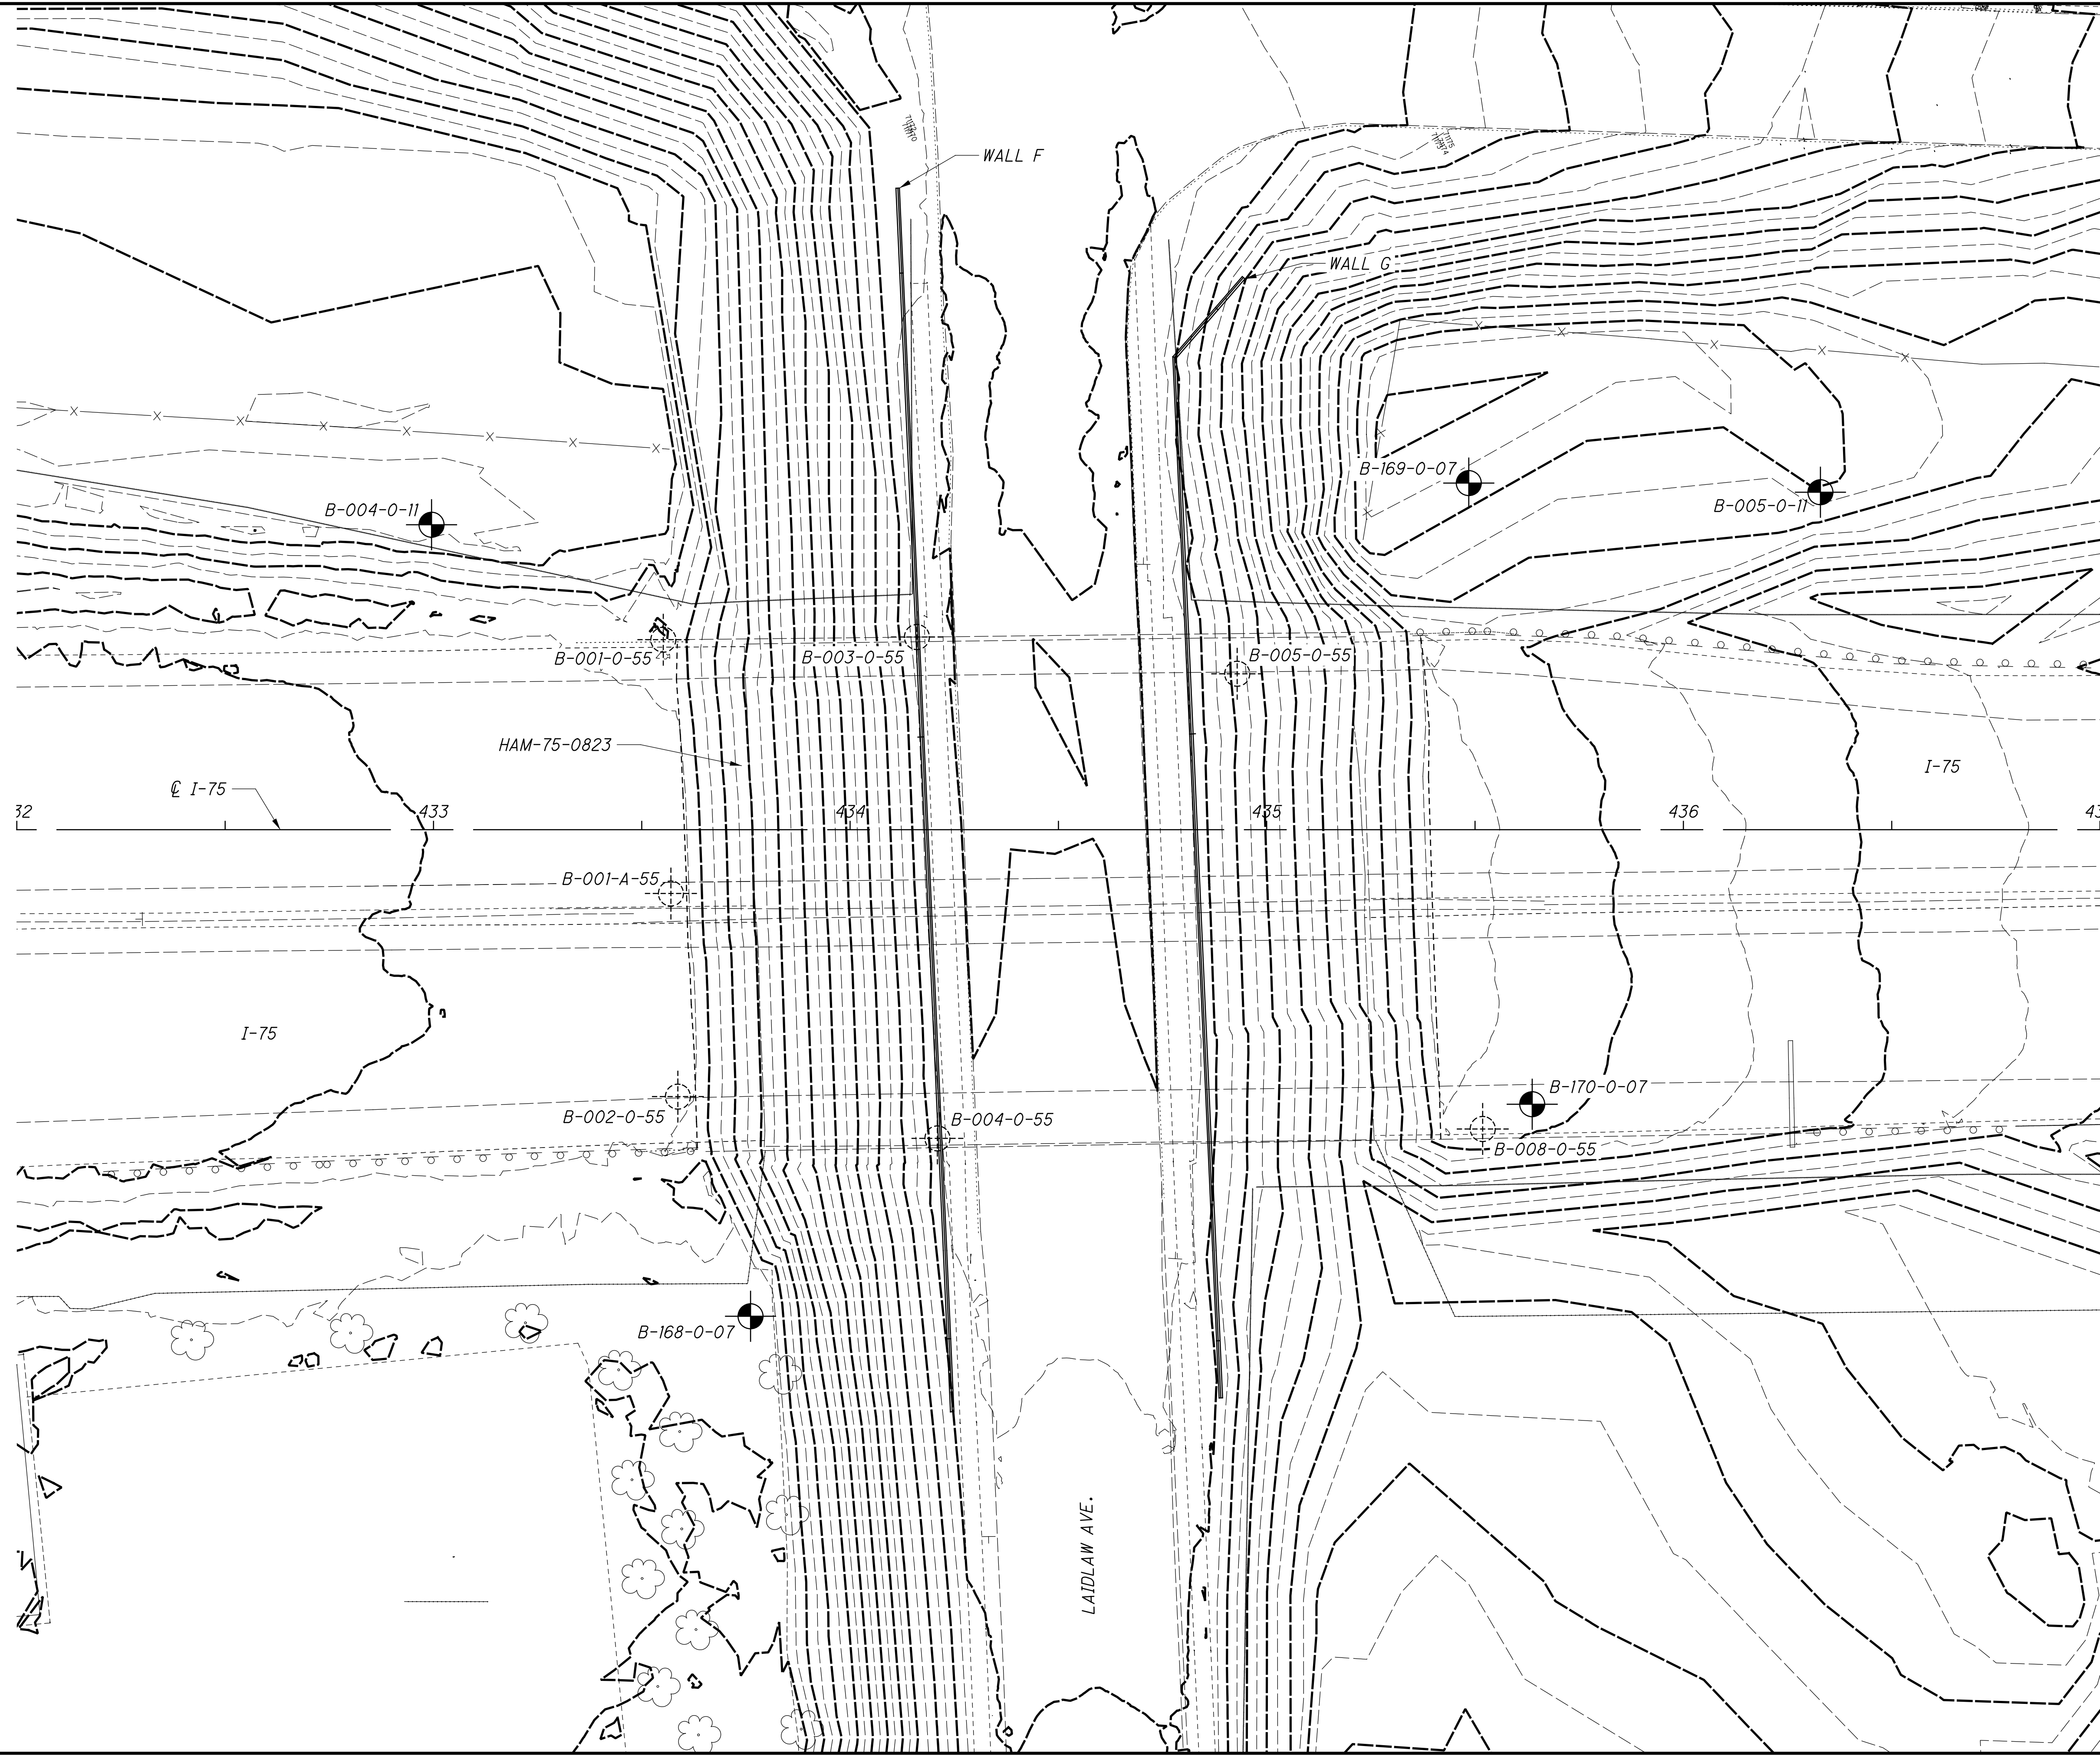 WALL F
WALL G
B-169-0-07
B-004-0-11
B-005-0-11
B-001-0-55
B-003-0-55
B-005-0-55
HAM-75-0823
I-75
℄ I-75
32
433
434
435
436
B-001-A-55
I-75
B-170-0-07
B-002-0-55
B-004-0-55
B-008-0-55
B-168-0-07
LAIDLAW AVE.